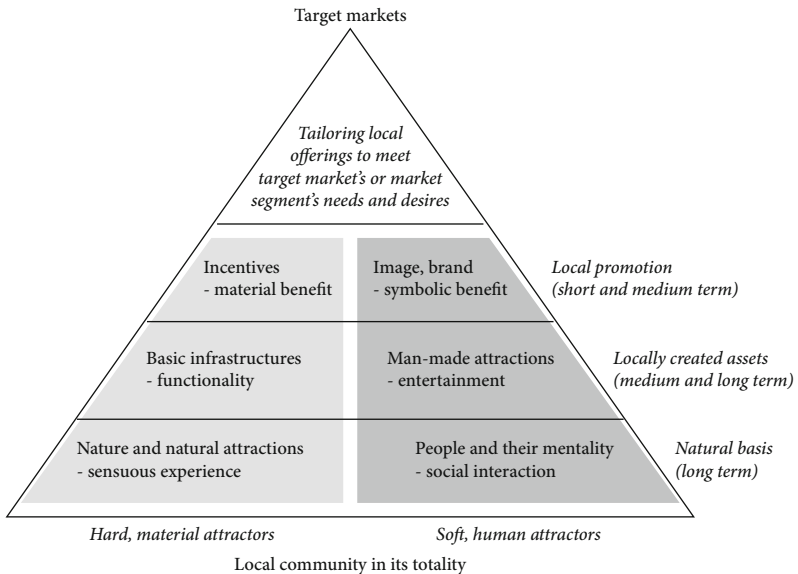 Target markets
Tailoring local
offerings to meet
target market's or market
segment's needs and desires
Incentives
- material benefit
Image, brand
- symbolic benefit
Local promotion
(short and medium term)
Basic infrastructures
- functionality
Man-made attractions
- entertainment
Locally created assets
(medium and long term)
Nature and natural attractions
- sensuous experience
People and their mentality
- social interaction
Natural basis
(long term)
Hard, material attractors
Soft, human attractors
Local community in its totality